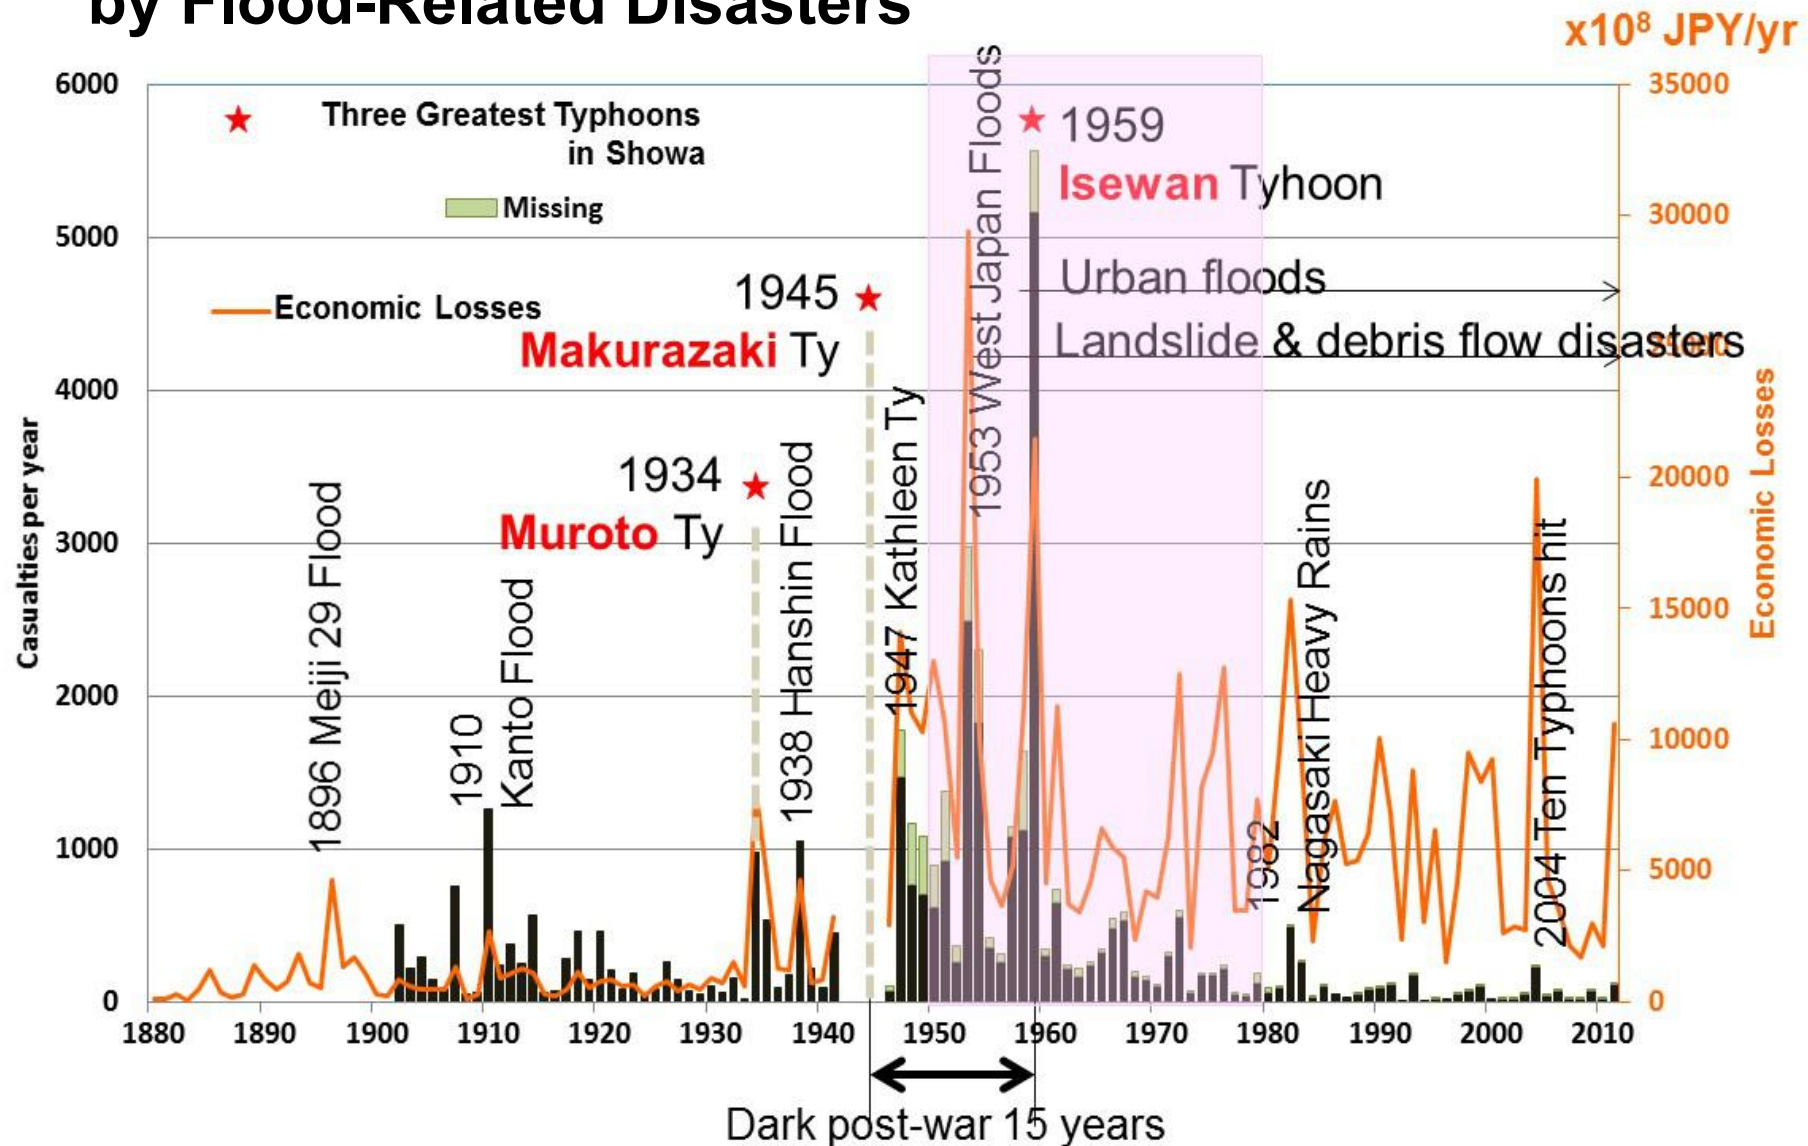 by Flood-Related Disasters
x10⁸ JPY/yr
6000
5000
4000
3000
2000
1000
0
Casualties per year
Three Greatest Typhoons
in Showa
Missing
Economic Losses
1945
Makurazaki Ty
1934
Muroto Ty
1896 Meiji 29 Flood
1910
Kanto Flood
1938 Hanshin Flood
1947 Kathleen Ty
1953 West Japan Floods
1959
Isewan Tyhoon
Urban floods
Landslide & debris flow disasters
1982
Nagasaki Heavy Rains
2004 Ten Typhoons hit
35000
30000
25000
20000
15000
10000
5000
0
Economic Losses
1880 1890 1900 1910 1920 1930 1940 1950 1960 1970 1980 1990 2000 2010
Dark post-war 15 years